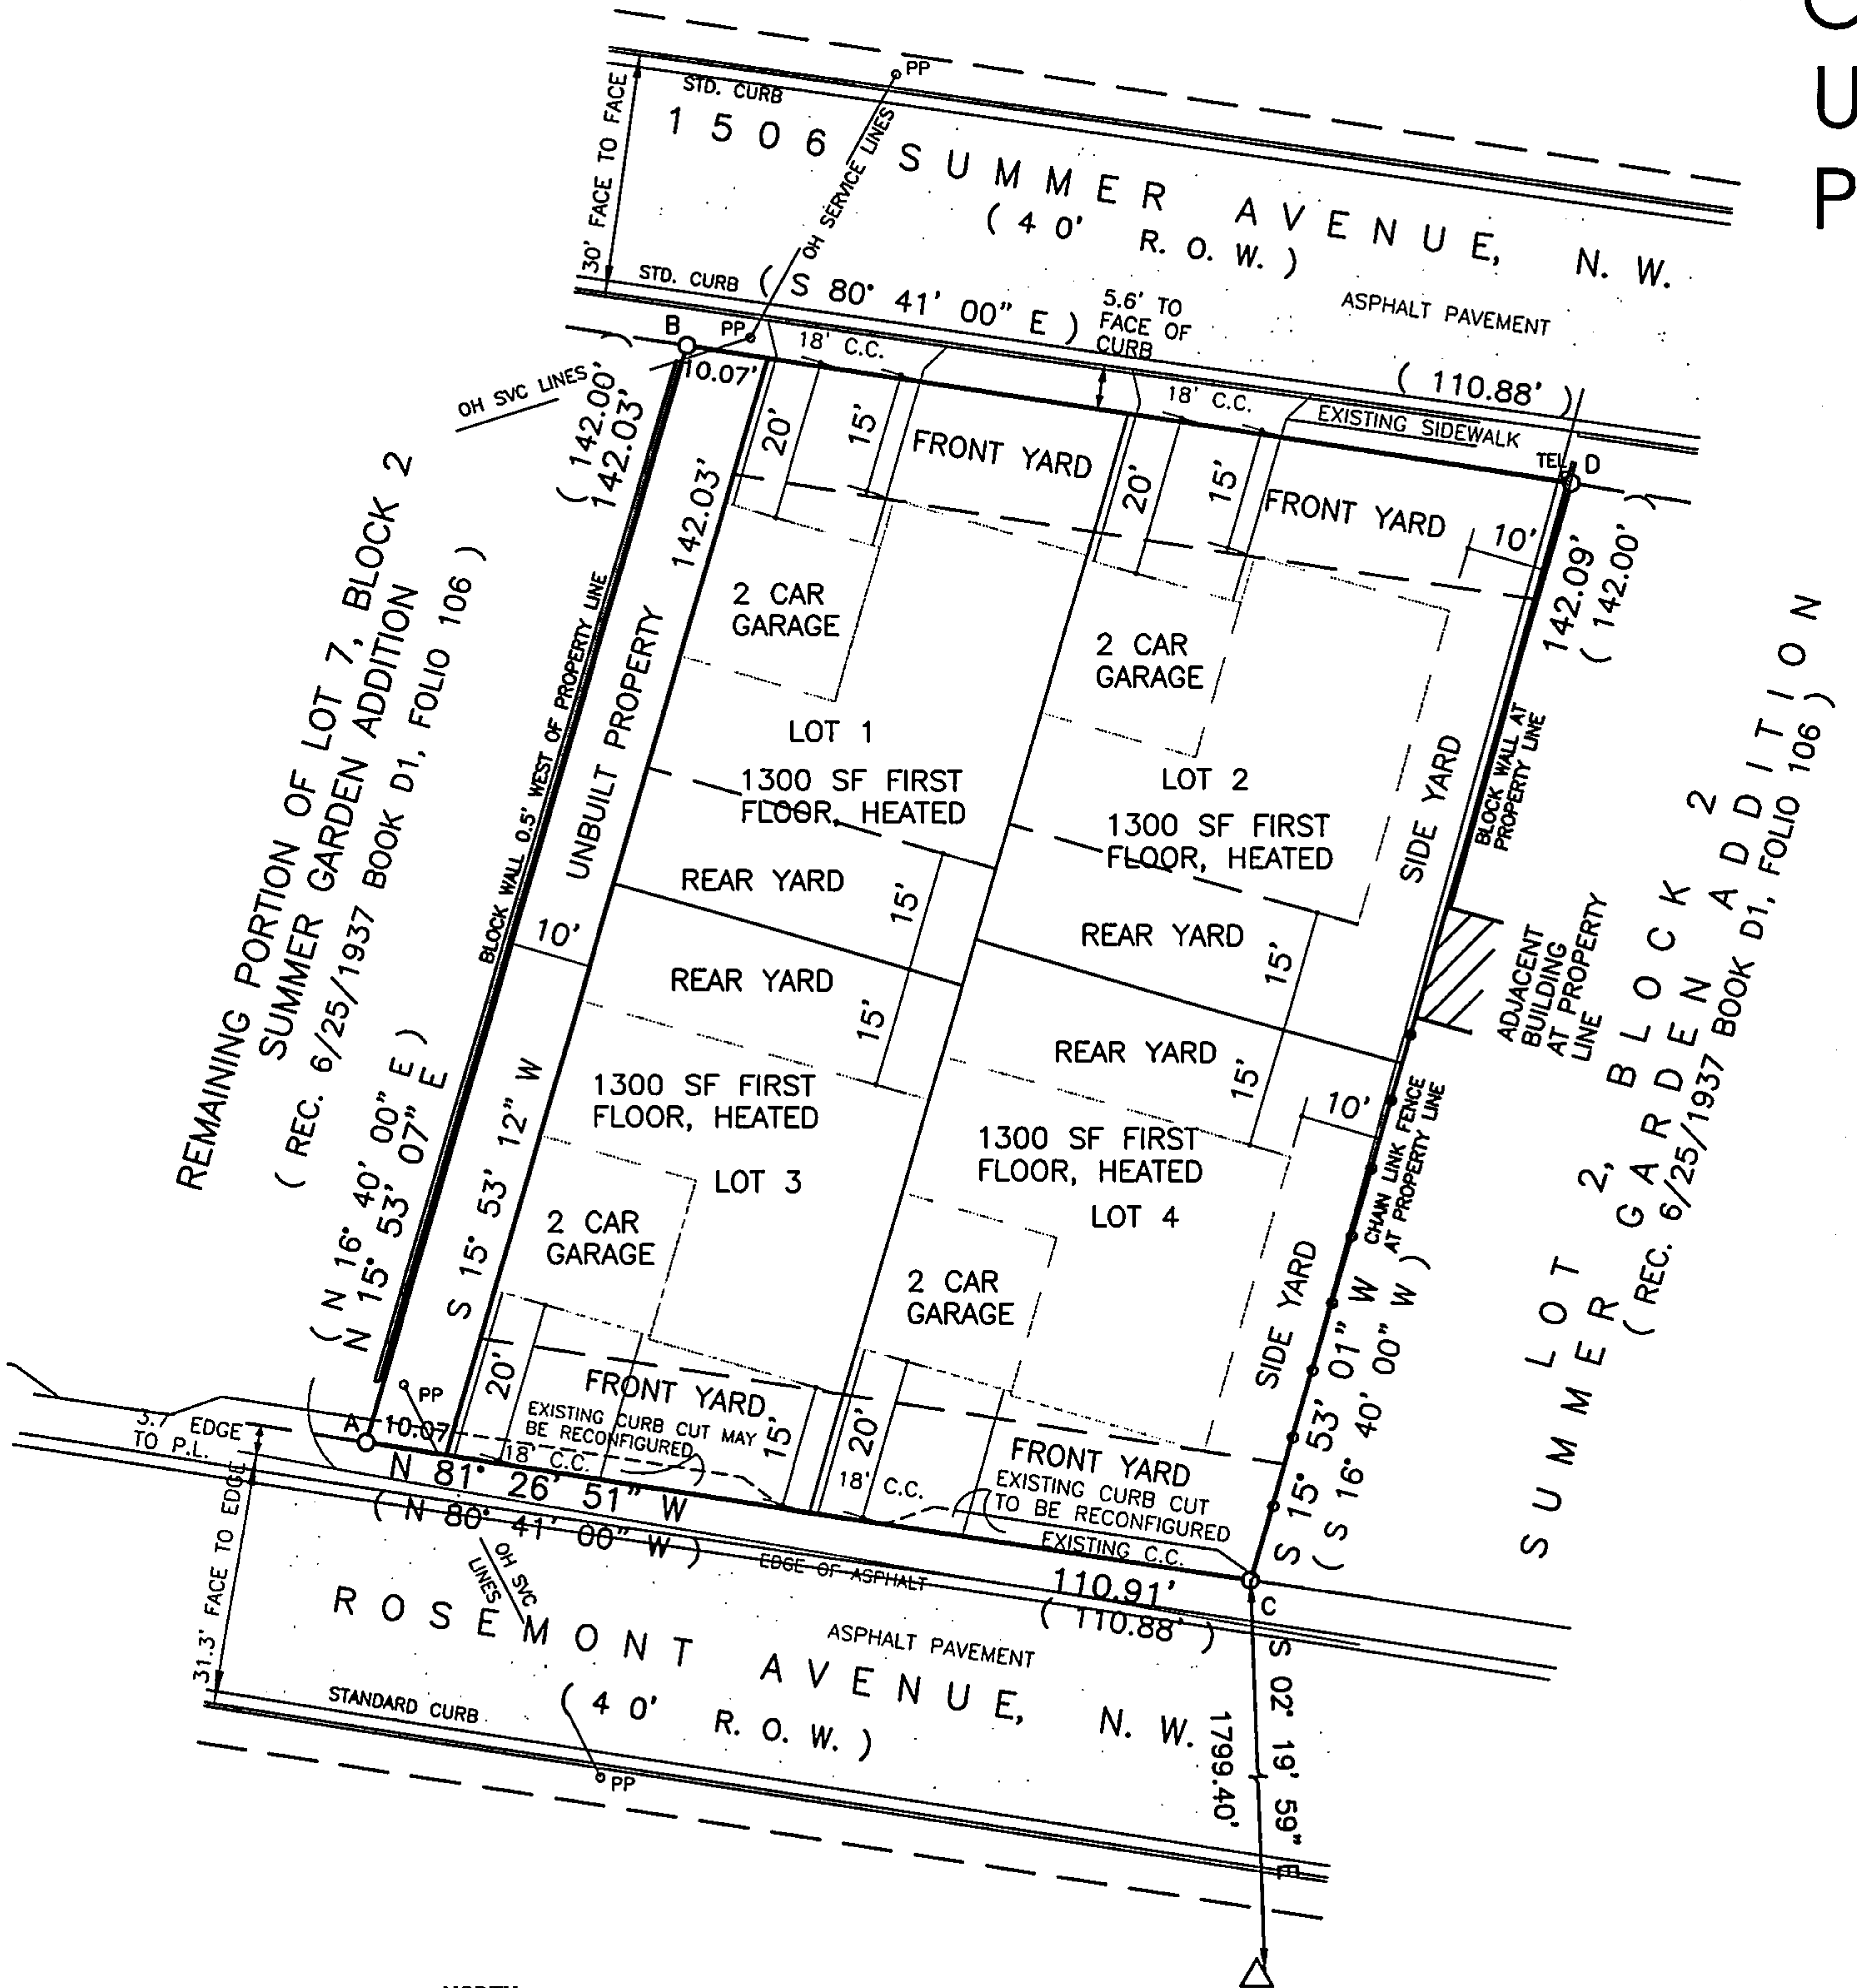 O
U
P
PP
STD. CURB
30' FACE TO FACE
1506 SUMMER AVENUE, N. W.
( 40' R. O. W. )
OH SERVICE LINES
STD. CURB
( S 80° 41' 00" E )
5.6' TO
FACE OF
CURB
ASPHALT PAVEMENT
( 110.88' )
B
PP
18' C.C.
18' C.C.
EXISTING SIDEWALK
TEL
D
OH SVC LINES
( 142.00' )
142.03'
10.07'
142.03'
20'
15'
FRONT YARD
20'
15'
FRONT YARD
10'
142.09'
( 142.00' )
REMAINING PORTION OF LOT 7, BLOCK 2
SUMMER GARDEN ADDITION
( REC. 6/25/1937 BOOK D1, FOLIO 106 )
BLOCK WALL 0.5' WEST OF PROPERTY LINE
UNBUILT PROPERTY
2 CAR
GARAGE
2 CAR
GARAGE
LOT 1
1300 SF FIRST
FLOOR, HEATED
LOT 2
1300 SF FIRST
FLOOR, HEATED
SIDE YARD
BLOCK WALL AT
PROPERTY LINE
REAR YARD
15'
REAR YARD
15'
10'
REAR YARD
15'
REAR YARD
15'
ADJACENT
BUILDING
AT PROPERTY
LINE
10'
CHAIN LINK FENCE
AT PROPERTY LINE
LOT 2, BLOCK 2
SUMMER GARDEN ADDITION
( REC. 6/25/1937 BOOK D1, FOLIO 106 )
( N 16° 40' 00" E )
N 15° 53' 07" E
S 15° 53' 12" W
1300 SF FIRST
FLOOR, HEATED
LOT 3
1300 SF FIRST
FLOOR, HEATED
LOT 4
2 CAR
GARAGE
2 CAR
GARAGE
SIDE YARD
S 15° 53' 01" W
( S 16° 40' 00" W )
20'
FRONT YARD
EXISTING CURB CUT MAY
BE RECONFIGURED
15'
20'
FRONT YARD
EXISTING CURB CUT
TO BE RECONFIGURED
EXISTING C.C.
PP
A
10.07'
3.7' EDGE
TO P.L.
18' C.C.
18' C.C.
N 81° 26' 51" W
( N 80° 41' 00" W )
OH SVC
LINES
EDGE OF ASPHALT
110.91'
( 110.88' )
C
31.3' FACE TO EDGE
ROSEMONT AVENUE, N. W.
( 40' R. O. W. )
ASPHALT PAVEMENT
STANDARD CURB
PP
S 02° 19' 59" E
1799.40'
NORTH